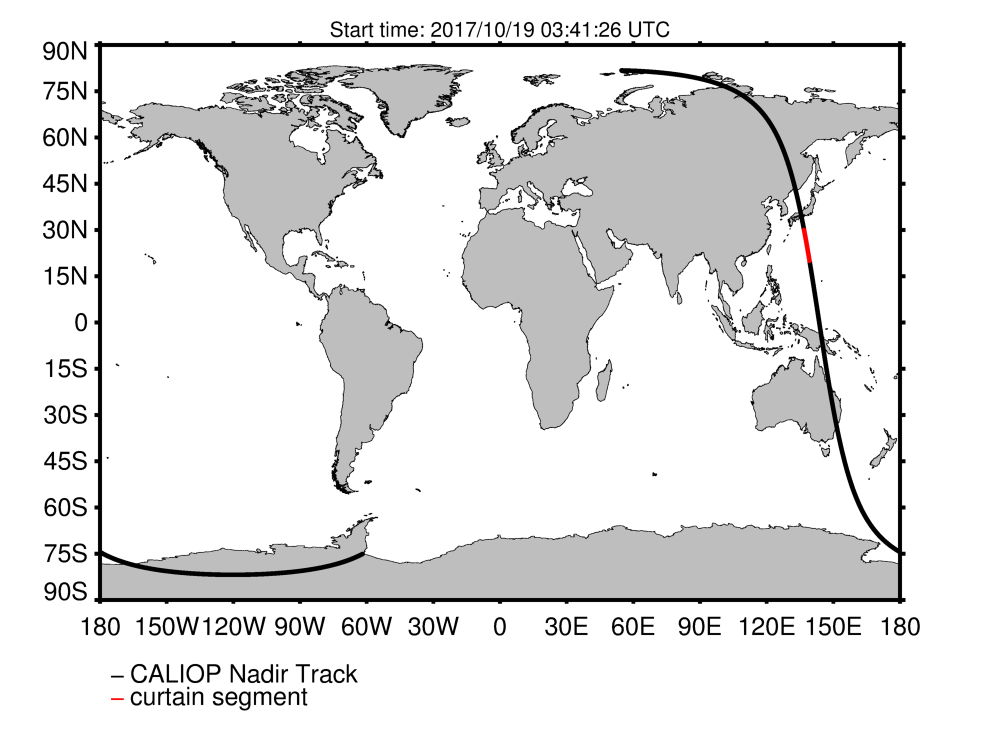 Start time: 2017/10/19 03:41:26 UTC
90N
75N
60N
45N
30N
15N
0
15S
30S
45S
60S
75S
90S
180 150W 120W 90W 60W 30W 0 30E 60E 90E 120E 150E 180
– CALIOP Nadir Track
– curtain segment